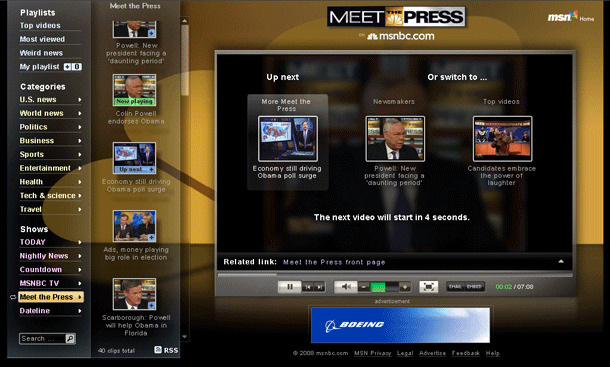 Playlists
Top videos
Most viewed
Weird news
My playlist + 0
Categories
U.S. news
World news
Politics
Business
Sports
Entertainment
Health
Tech & science
Travel
Shows
TODAY
Nightly News
Countdown
MSNBC TV
Meet the Press
Dateline
Search ...
Meet the Press
Powell: New
president facing a
'daunting period'
Now playing
Colin Powell
endorses Obama
Up next
Economy still driving
Obama poll surge
Ads, money playing
big role in election
Scarborough: Powell
will help Obama in
Florida
40 clips total
RSS
MEET THE PRESS
ON msnbc.com
msn Home
Up next
Or switch to ...
More Meet the
Press
Economy still driving
Obama poll surge
Newsmakers
Powell: New
president facing a
'daunting period'
Top videos
Candidates embrace
the power of
laughter
The next video will start in 4 seconds.
Related link: Meet the Press front page
EMAIL EMBED
00:02 / 07:08
advertisement
BOEING
© 2008 msnbc.com MSN Privacy Legal Advertise Feedback Help